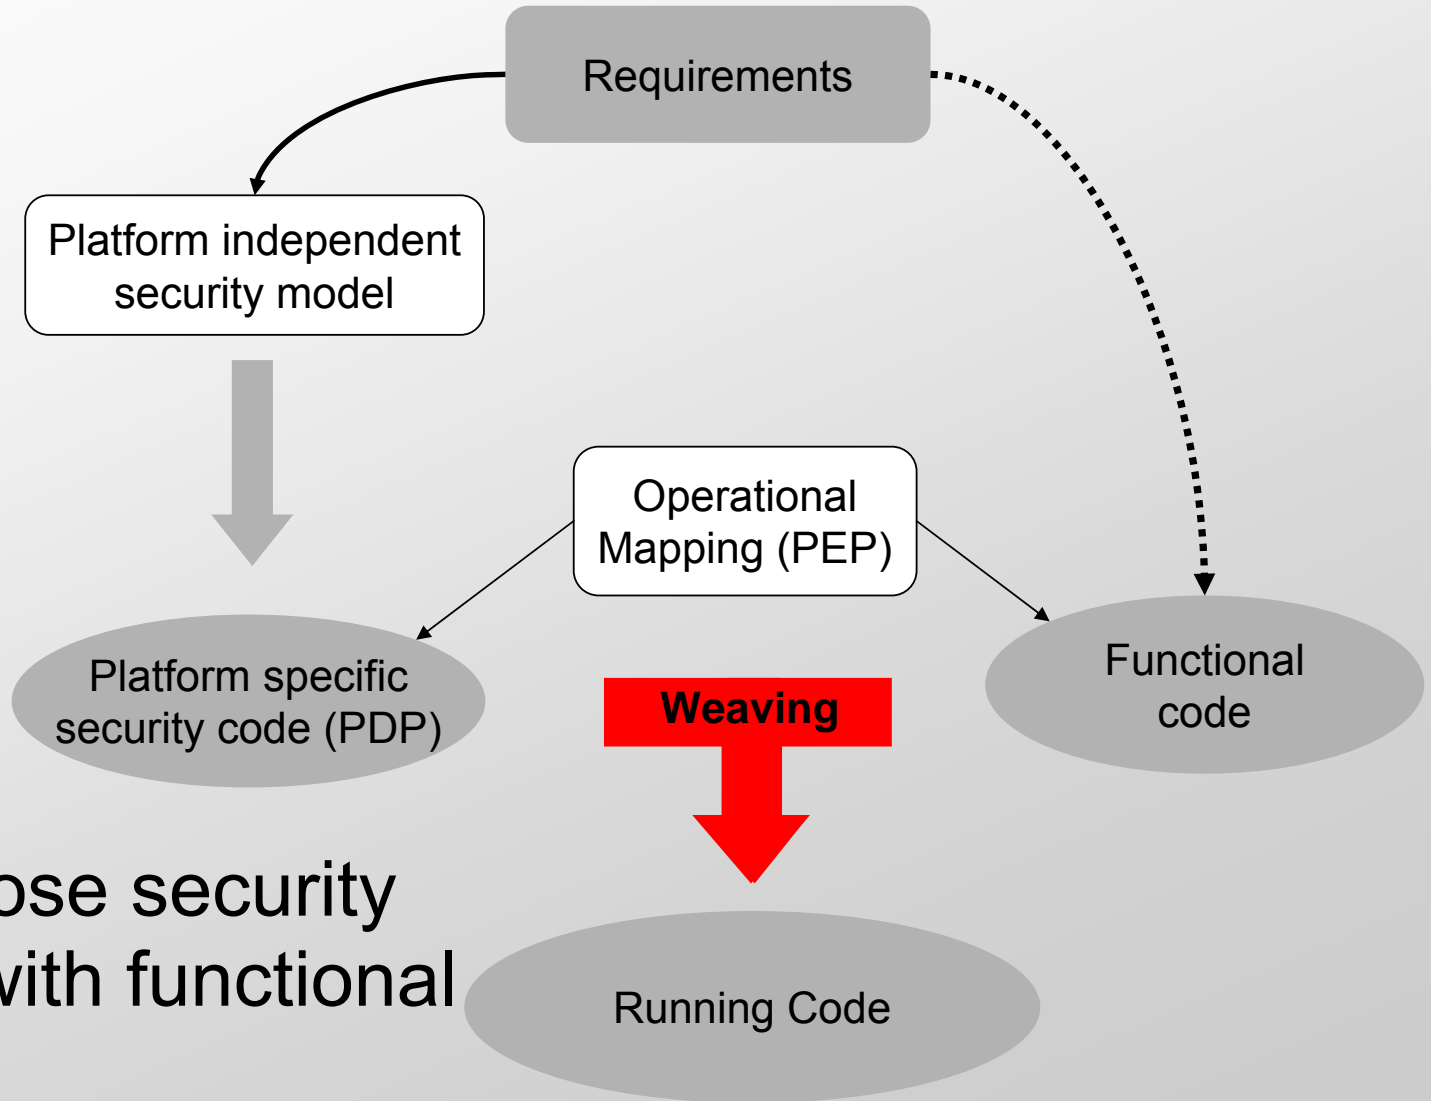 Requirements
Platform independent
security model
Operational
Mapping (PEP)
Platform specific
security code (PDP)
Weaving
Functional
code
ose security
with functional
Running Code